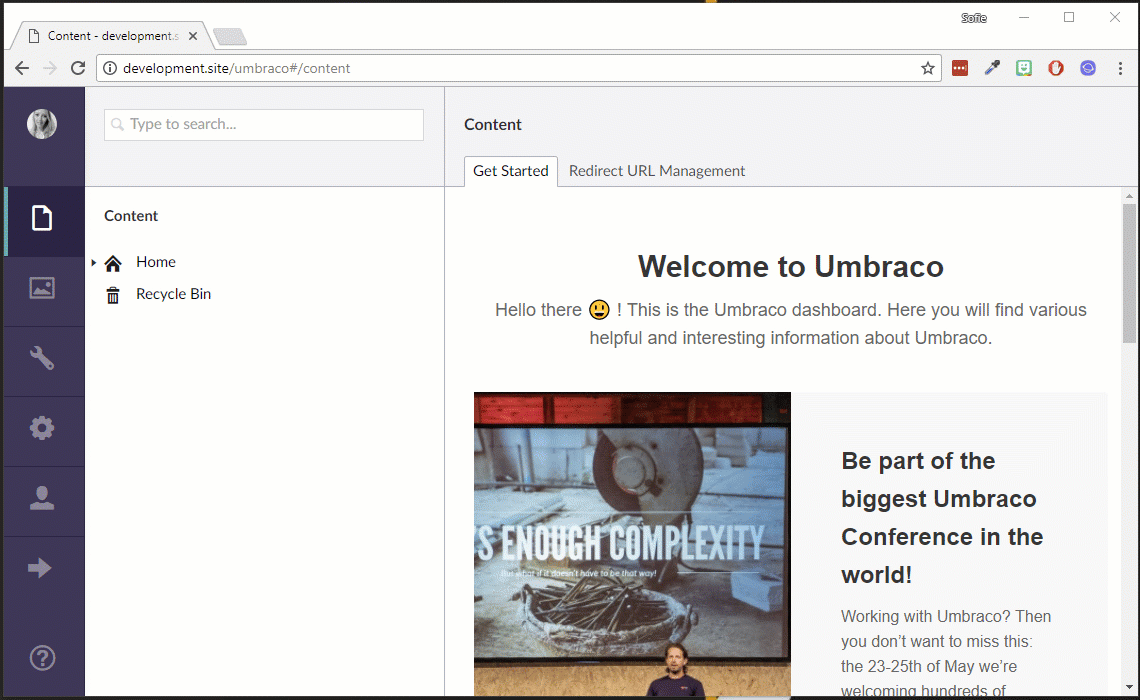 Sofie
Content - development.s
development.site/umbraco#/content
Type to search...
Content
Get Started
Redirect URL Management
Content
Home
Recycle Bin
Welcome to Umbraco
Hello there 😃 ! This is the Umbraco dashboard. Here you will find various
helpful and interesting information about Umbraco.
S ENOUGH COMPLEXITY
But what if it doesn't have to be that way!
Be part of the
biggest Umbraco
Conference in the
world!
Working with Umbraco? Then
you don't want to miss this:
the 23-25th of May we're
welcoming hundreds of